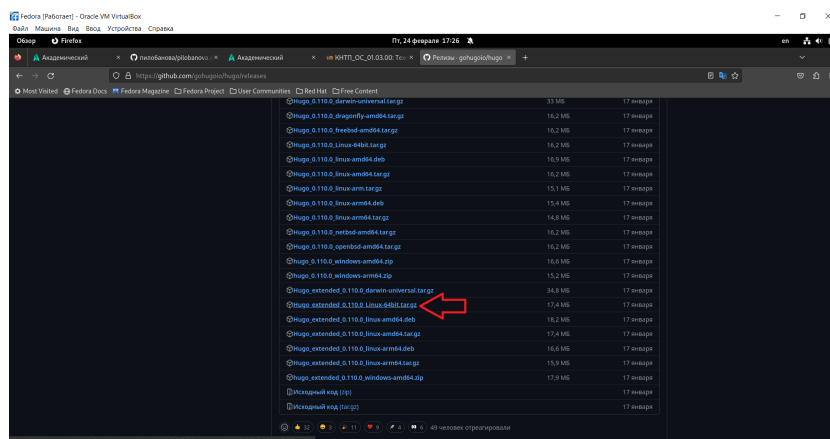 Fedora [Работает] - Oracle VM VirtualBox
Файл Машина Вид Ввод Устройства Справка
Обзор Firefox Пт, 24 февраля 17:26 en
Академический × пилобанова/pilobanova. × Академический × КНТП_ОС_01.03.00: Тех × Релизы · gohugoio/hugo × +
https://github.com/gohugoio/hugo/releases
Most Visited Fedora Docs Fedora Magazine Fedora Project User Communities Red Hat Free Content
Hugo_0.110.0_darwin-universal.tar.gz 33 МБ 17 января
Hugo_0.110.0_dragonfly-amd64.tar.gz 16,2 МБ 17 января
Hugo_0.110.0_freebsd-amd64.tar.gz 16,2 МБ 17 января
Hugo_0.110.0_Linux-64bit.tar.gz 16,2 МБ 17 января
Hugo_0.110.0_linux-amd64.deb 16,9 МБ 17 января
Hugo_0.110.0_linux-amd64.tar.gz 16,2 МБ 17 января
Hugo_0.110.0_linux-arm.tar.gz 15,1 МБ 17 января
Hugo_0.110.0_linux-arm64.deb 15,4 МБ 17 января
Hugo_0.110.0_linux-arm64.tar.gz 14,8 МБ 17 января
Hugo_0.110.0_netbsd-amd64.tar.gz 16,2 МБ 17 января
Hugo_0.110.0_openbsd-amd64.tar.gz 16,2 МБ 17 января
hugo_0.110.0_windows-amd64.zip 16,6 МБ 17 января
hugo_0.110.0_windows-arm64.zip 15,2 МБ 17 января
Hugo_extended_0.110.0_darwin-universal.tar.gz 34,8 МБ 17 января
Hugo_extended_0.110.0_Linux-64bit.tar.gz 17,4 МБ 17 января
Hugo_extended_0.110.0_linux-amd64.deb 18,2 МБ 17 января
Hugo_extended_0.110.0_linux-amd64.tar.gz 17,4 МБ 17 января
Hugo_extended_0.110.0_linux-arm64.deb 16,6 МБ 17 января
Hugo_extended_0.110.0_linux-arm64.tar.gz 15,9 МБ 17 января
hugo_extended_0.110.0_windows-amd64.zip 17,9 МБ 17 января
Исходный код (zip) 17 января
Исходный код (tar.gz) 17 января
32 3 11 9 4 6 49 человек отреагировали